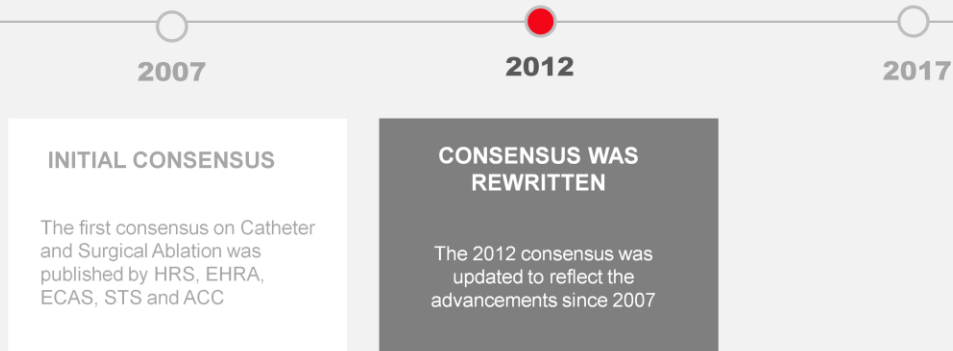 2007
2012
2017
INITIAL CONSENSUS
The first consensus on Catheter
and Surgical Ablation was
published by HRS, EHRA,
ECAS, STS and ACC
CONSENSUS WAS
REWRITTEN
The 2012 consensus was
updated to reflect the
advancements since 2007